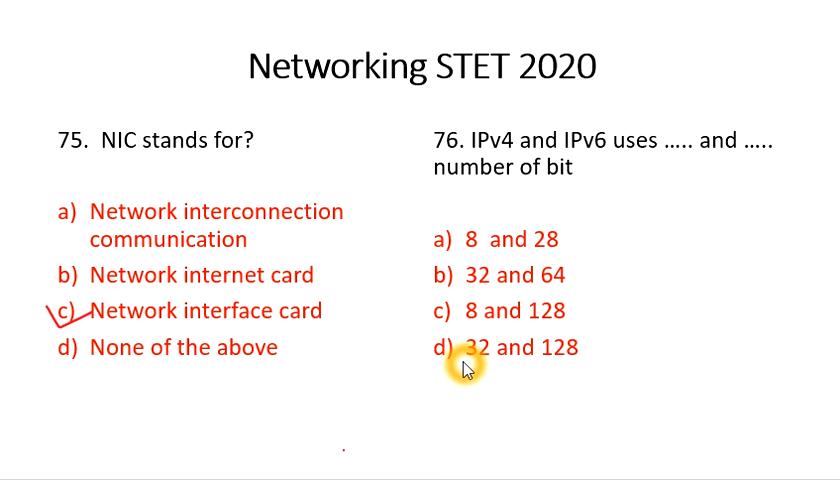 Networking STET 2020
75. NIC stands for?
a) Network interconnection
communication
b) Network internet card
c) Network interface card
d) None of the above
76. IPv4 and IPv6 uses ….. and …..
number of bit
a) 8 and 28
b) 32 and 64
c) 8 and 128
d) 32 and 128